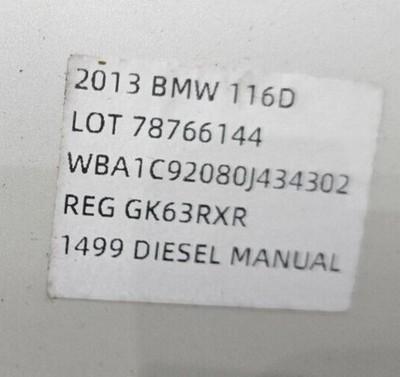 2013 BMW 116D
LOT 78766144
WBA1C92080J434302
REG GK63RXR
1499 DIESEL MANUAL